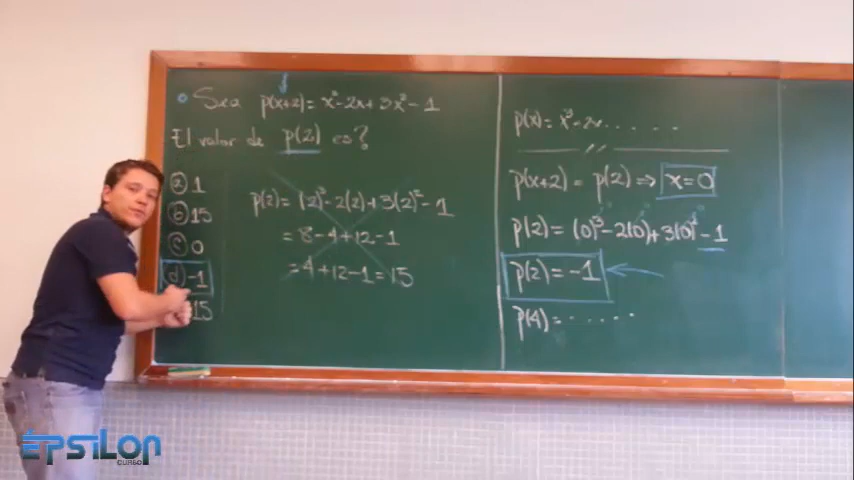 Sea p(x+2)= x³-2x+3x²-1
El valor de p(2) es?
a) 1
b) 15
c) 0
d) -1
15
p(2)= (2)³-2(2)+3(2)²-1
= 8-4+12-1
= 4+12-1=15
p(x)= x³-2x......
p(x+2) = p(2) ⇒ x=0
p(2)= (0)³-2(0)+3(0)²-1
p(2)= -1
p(4)=......
EPSILON
CURSO